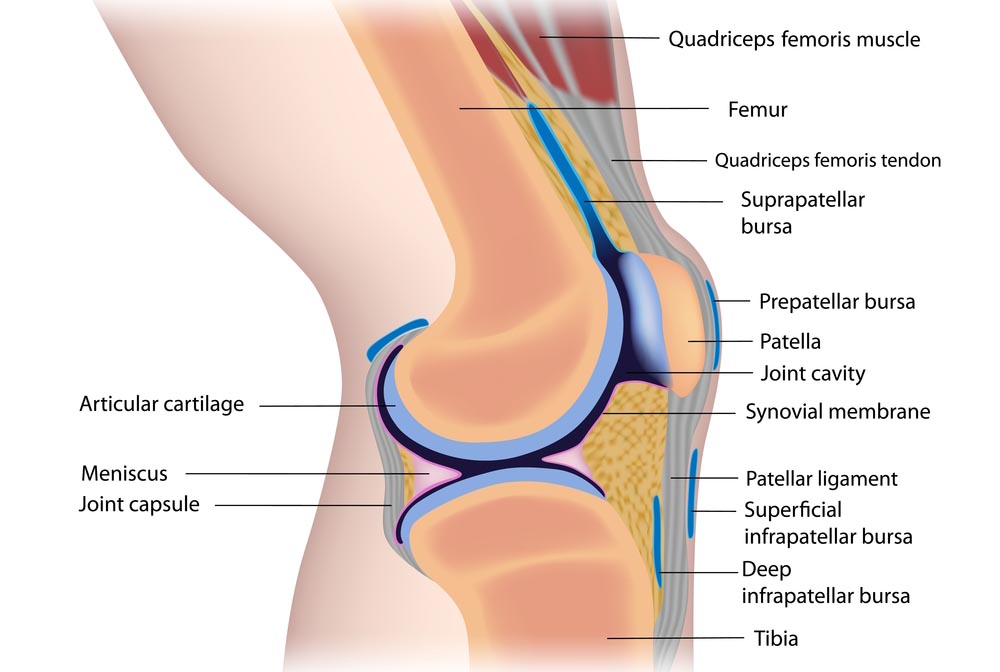 Quadriceps femoris muscle
Femur
Quadriceps femoris tendon
Suprapatellar
bursa
Prepatellar bursa
Patella
Joint cavity
Articular cartilage
Synovial membrane
Meniscus
Patellar ligament
Joint capsule
Superficial
infrapatellar bursa
Deep
infrapatellar bursa
Tibia